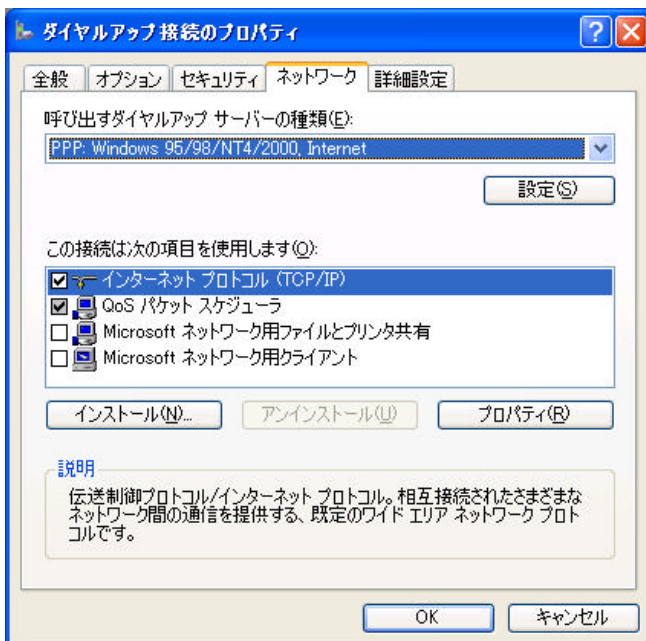 ダイヤルアップ接続のプロパティ
全般 オプション セキュリティ ネットワーク 詳細設定
呼び出すダイヤルアップ サーバーの種類(E):
PPP: Windows 95/98/NT4/2000, Internet
設定(S)
この接続は次の項目を使用します(O):
インターネット プロトコル (TCP/IP)
QoS パケット スケジューラ
Microsoft ネットワーク用ファイルとプリンタ共有
Microsoft ネットワーク用クライアント
インストール(N)... アンインストール(U) プロパティ(R)
説明
伝送制御プロトコル/インターネット プロトコル。相互接続されたさまざまな
ネットワーク間の通信を提供する、既定のワイド エリア ネットワーク プロト
コルです。
OK キャンセル